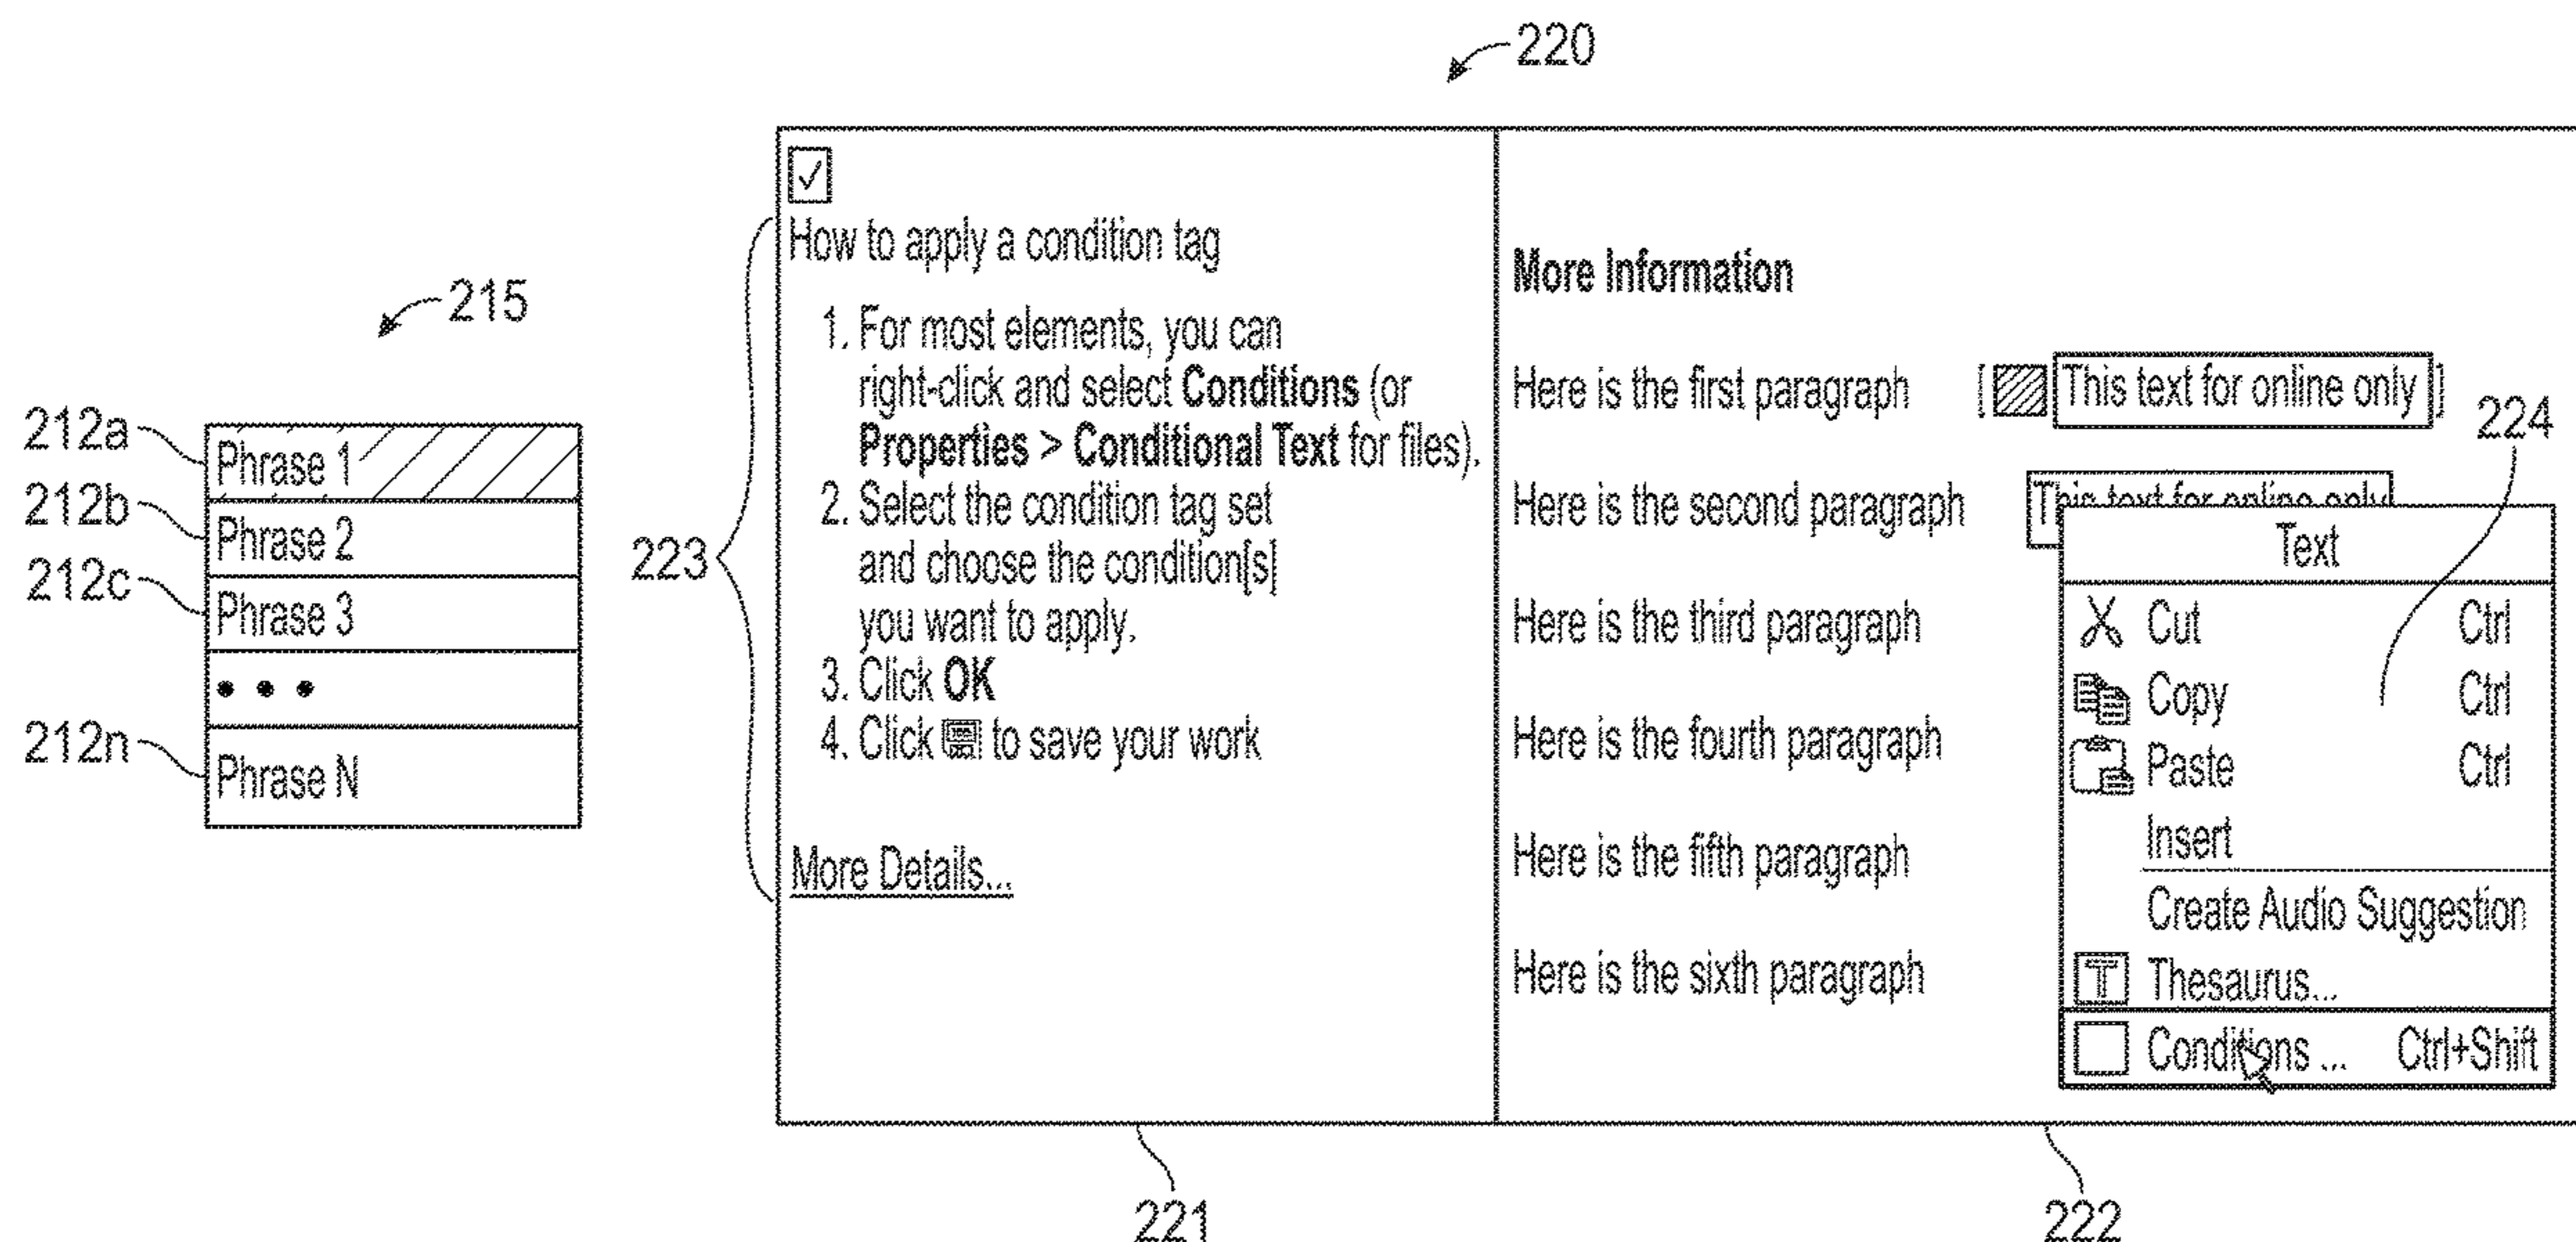 220
215
212a
Phrase 1
212b
Phrase 2
212c
Phrase 3
• • •
212n
Phrase N
223
How to apply a condition tag
1. For most elements, you can
right-click and select Conditions (or
Properties > Conditional Text for files).
2. Select the condition tag set
and choose the condition[s]
you want to apply.
3. Click OK
4. Click to save your work
More Details...
221
More Information
Here is the first paragraph [ This text for online only ]
Here is the second paragraph This text for online only
Here is the third paragraph
Here is the fourth paragraph
Here is the fifth paragraph
Here is the sixth paragraph
224
Text
Cut Ctrl
Copy Ctrl
Paste Ctrl
Insert
Create Audio Suggestion
T Thesaurus...
Conditions ... Ctrl+Shift
222